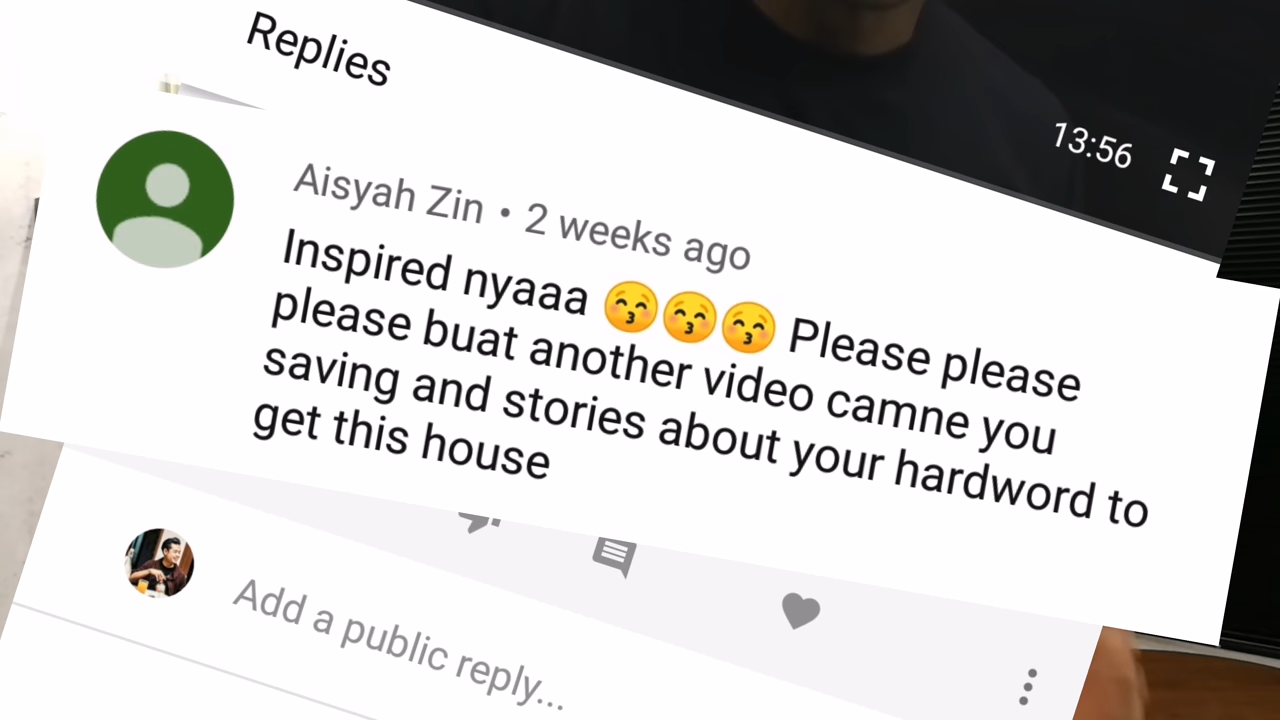 Replies
13:56
Aisyah Zin • 2 weeks ago
Inspired nyaaa 😚😚😚 Please please
please buat another video camne you
saving and stories about your hardword to
get this house
Add a public reply...